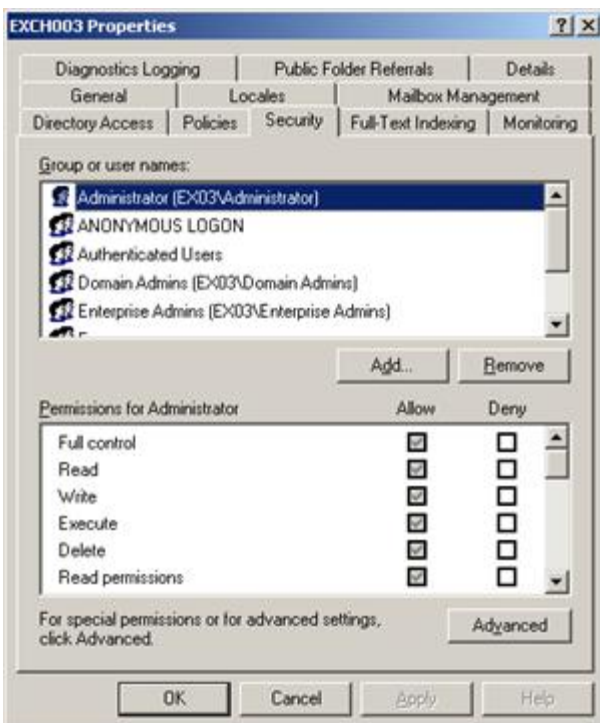 EXCH003 Properties
Diagnostics Logging Public Folder Referrals Details
General Locales Mailbox Management
Directory Access Policies Security Full-Text Indexing Monitoring
Group or user names:
Administrator (EX03\Administrator)
ANONYMOUS LOGON
Authenticated Users
Domain Admins (EX03\Domain Admins)
Enterprise Admins (EX03\Enterprise Admins)
Add... Remove
Permissions for Administrator Allow Deny
Full control
Read
Write
Execute
Delete
Read permissions
For special permissions or for advanced settings,
click Advanced.
Advanced
OK Cancel Apply Help